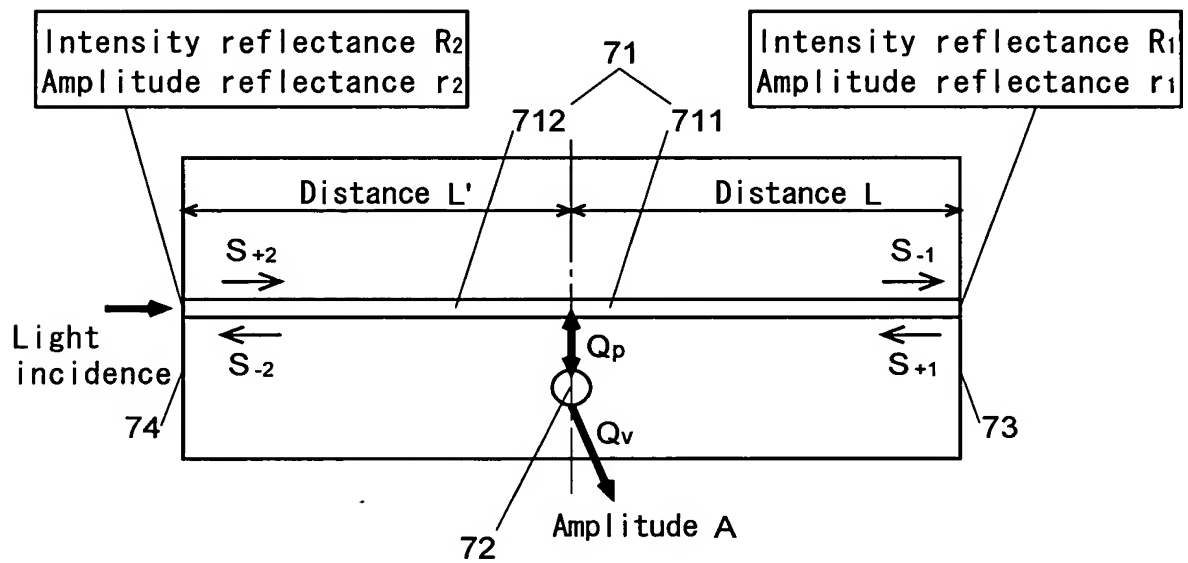 Intensity reflectance R2
Amplitude reflectance r2
71
Intensity reflectance R1
Amplitude reflectance r1
712
711
Distance L'
Distance L
S+2
S-1
Light
incidence
S-2
Qp
S+1
74
Qv
73
Amplitude A
72